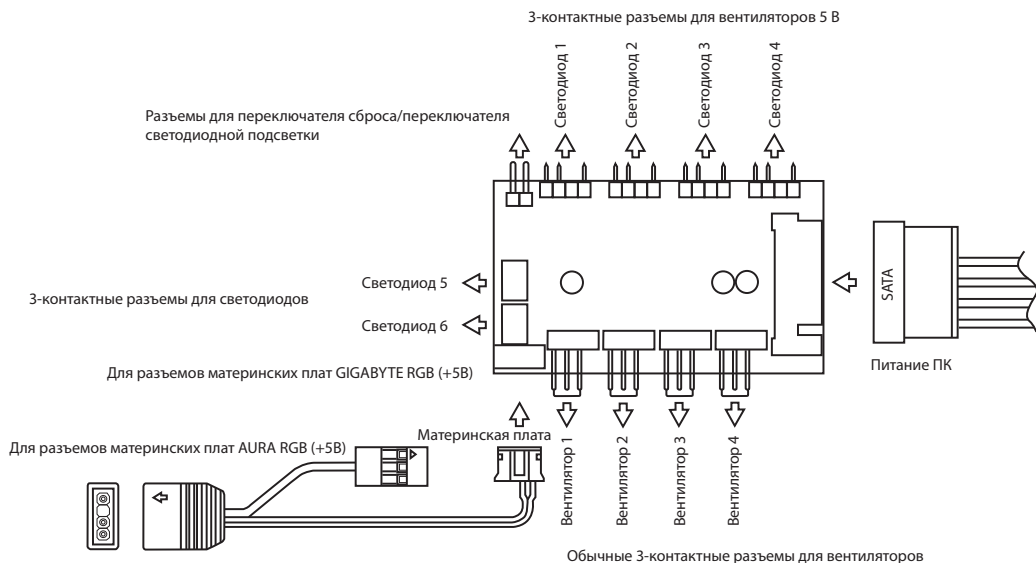 3-контактные разъемы для вентиляторов 5 В
Светодиод 1
Светодиод 2
Светодиод 3
Светодиод 4
Разъемы для переключателя сброса/переключателя
светодиодной подсветки
Светодиод 5
3-контактные разъемы для светодиодов
Светодиод 6
SATA
Питание ПК
Для разъемов материнских плат GIGABYTE RGB (+5В)
Материнская плата
Для разъемов материнских плат AURA RGB (+5В)
Вентилятор 1
Вентилятор 2
Вентилятор 3
Вентилятор 4
Обычные 3-контактные разъемы для вентиляторов